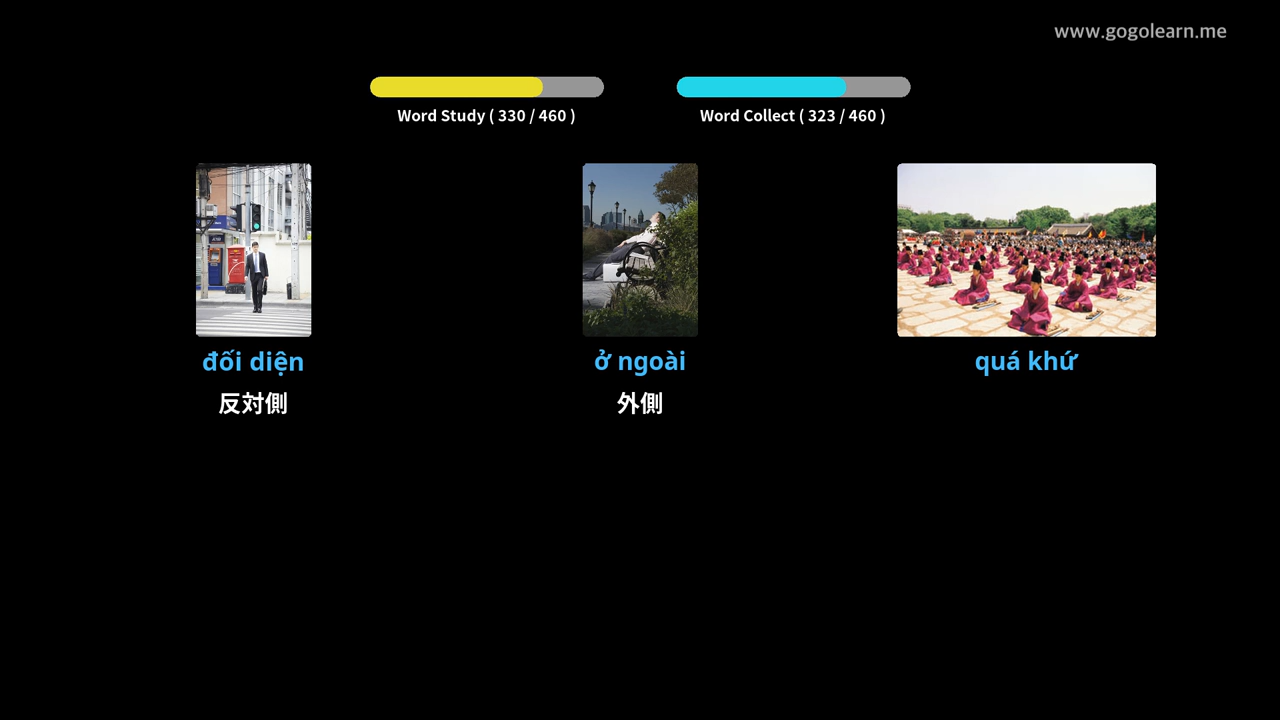 www.gogolearn.me
Word Study ( 330 / 460 )
Word Collect ( 323 / 460 )
đối diện
ở ngoài
quá khứ
反対側
外側